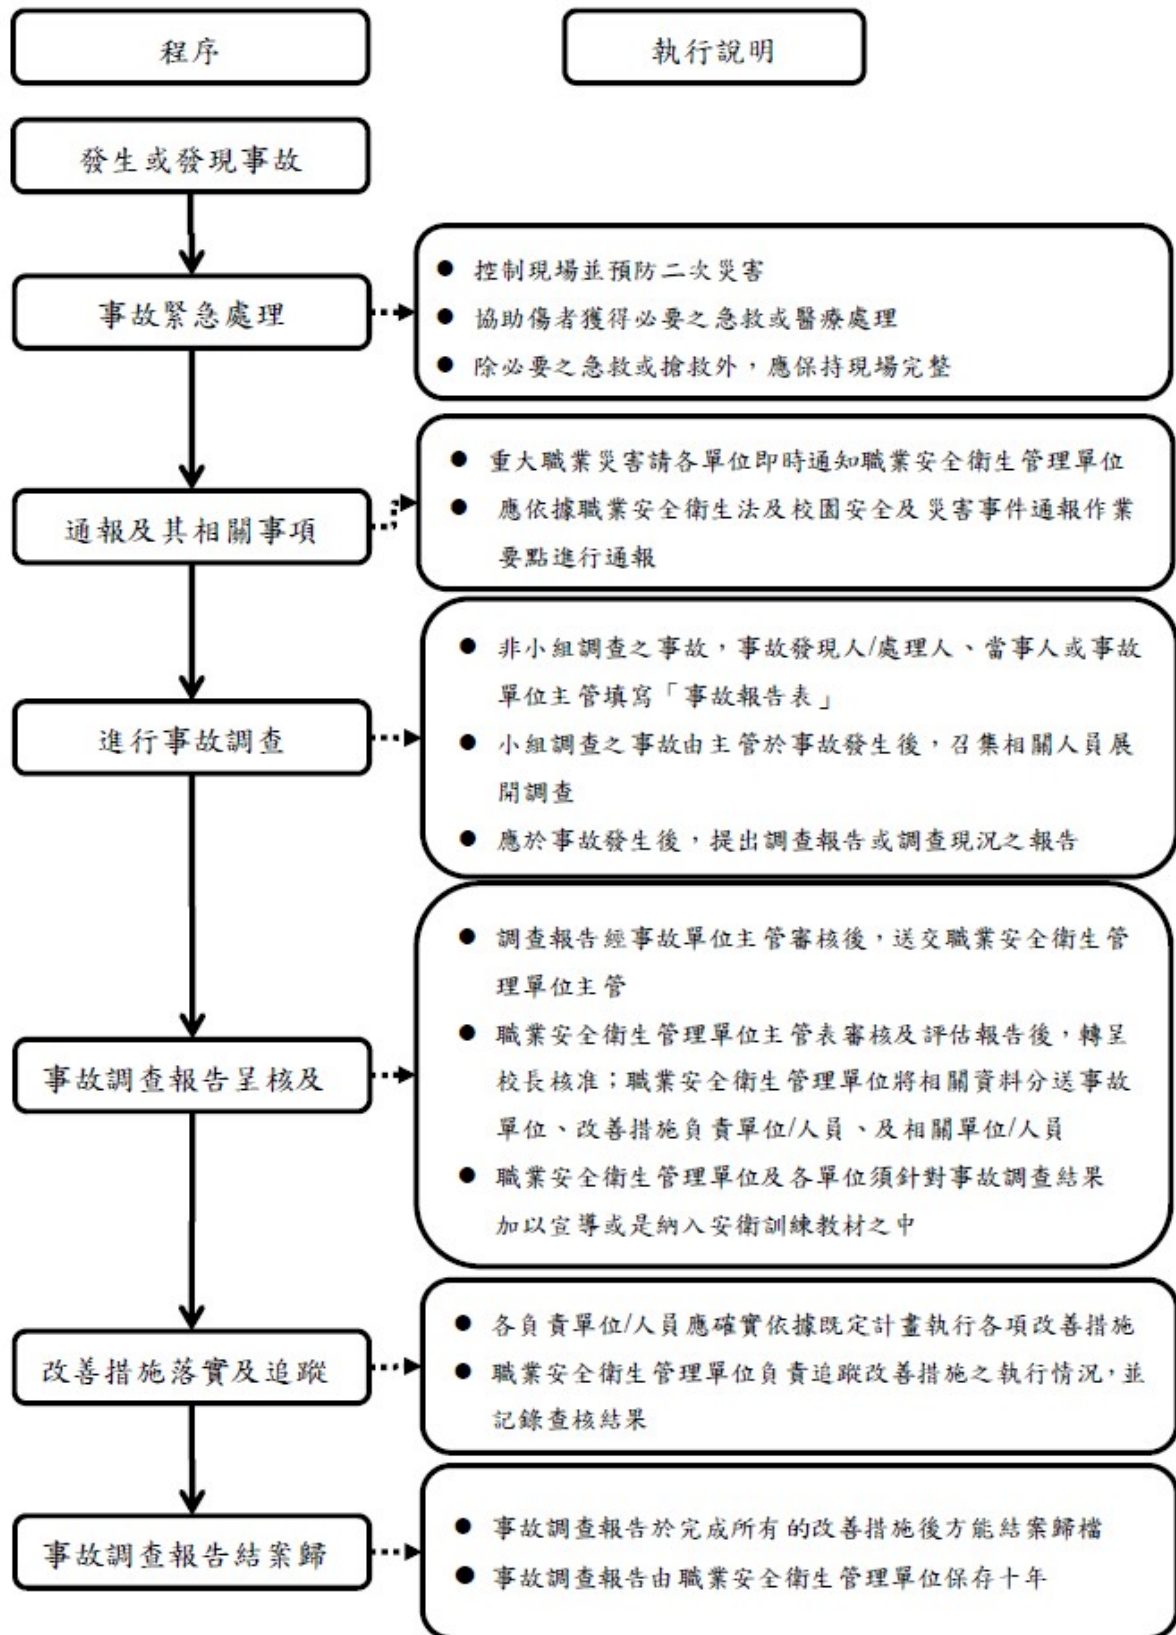 程序
執行說明
發生或發現事故
事故緊急處理
● 控制現場並預防二次災害
● 協助傷者獲得必要之急救或醫療處理
● 除必要之急救或搶救外，應保持現場完整
通報及其相關事項
● 重大職業災害請各單位即時通知職業安全衛生管理單位
● 應依據職業安全衛生法及校園安全及災害事件通報作業
要點進行通報
進行事故調查
● 非小組調查之事故，事故發現人/處理人、當事人或事故
單位主管填寫「事故報告表」
● 小組調查之事故由主管於事故發生後，召集相關人員展
開調查
● 應於事故發生後，提出調查報告或調查現況之報告
事故調查報告呈核及
● 調查報告經事故單位主管審核後，送交職業安全衛生管
理單位主管
● 職業安全衛生管理單位主管表審核及評估報告後，轉呈
校長核准；職業安全衛生管理單位將相關資料分送事故
單位、改善措施負責單位/人員、及相關單位/人員
● 職業安全衛生管理單位及各單位須針對事故調查結果
加以宣導或是納入安衛訓練教材之中
改善措施落實及追蹤
● 各負責單位/人員應確實依據既定計畫執行各項改善措施
● 職業安全衛生管理單位負責追蹤改善措施之執行情況，並
記錄查核結果
事故調查報告結案歸
● 事故調查報告於完成所有的改善措施後方能結案歸檔
● 事故調查報告由職業安全衛生管理單位保存十年